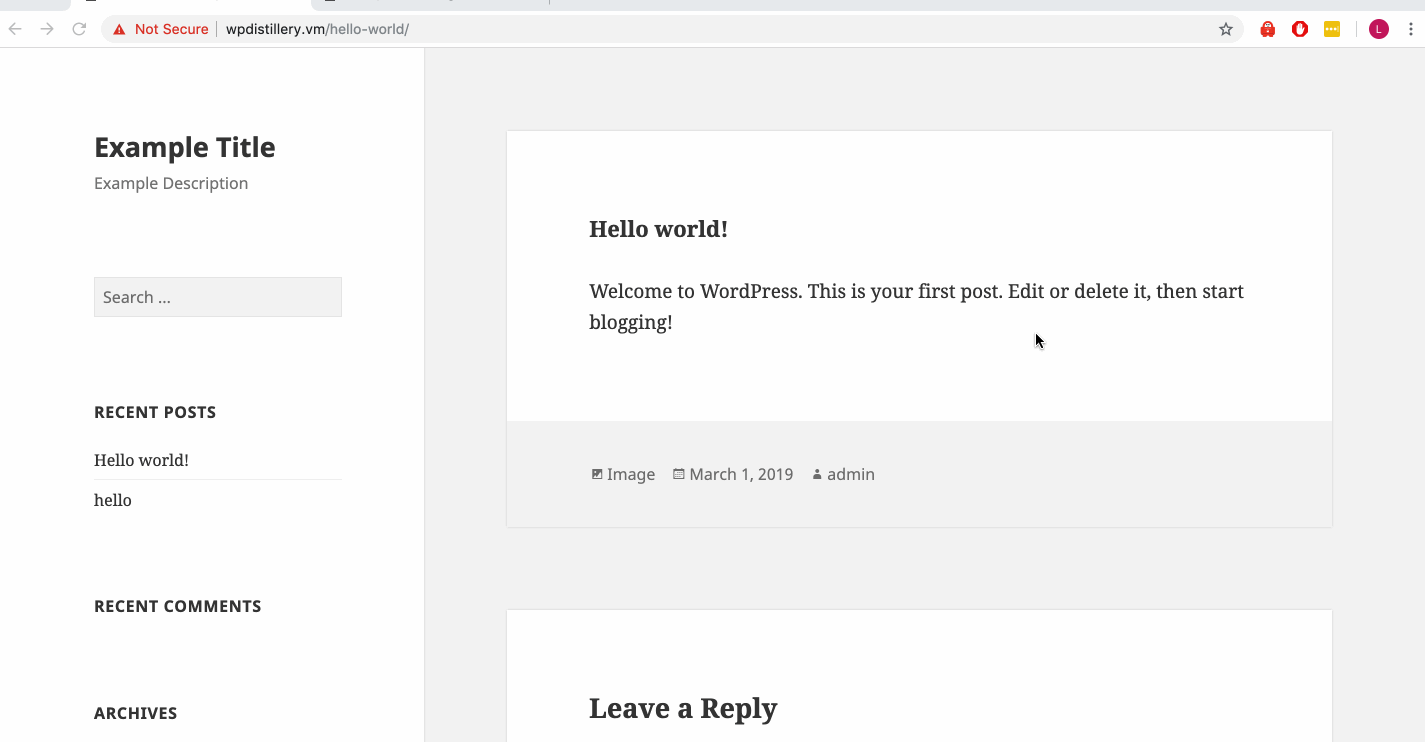 Not Secure wpdistillery.vm/hello-world/
L
Example Title
Example Description
Search ...
RECENT POSTS
Hello world!
hello
RECENT COMMENTS
ARCHIVES
Hello world!
Welcome to WordPress. This is your first post. Edit or delete it, then start
blogging!
Image March 1, 2019 admin
Leave a Reply